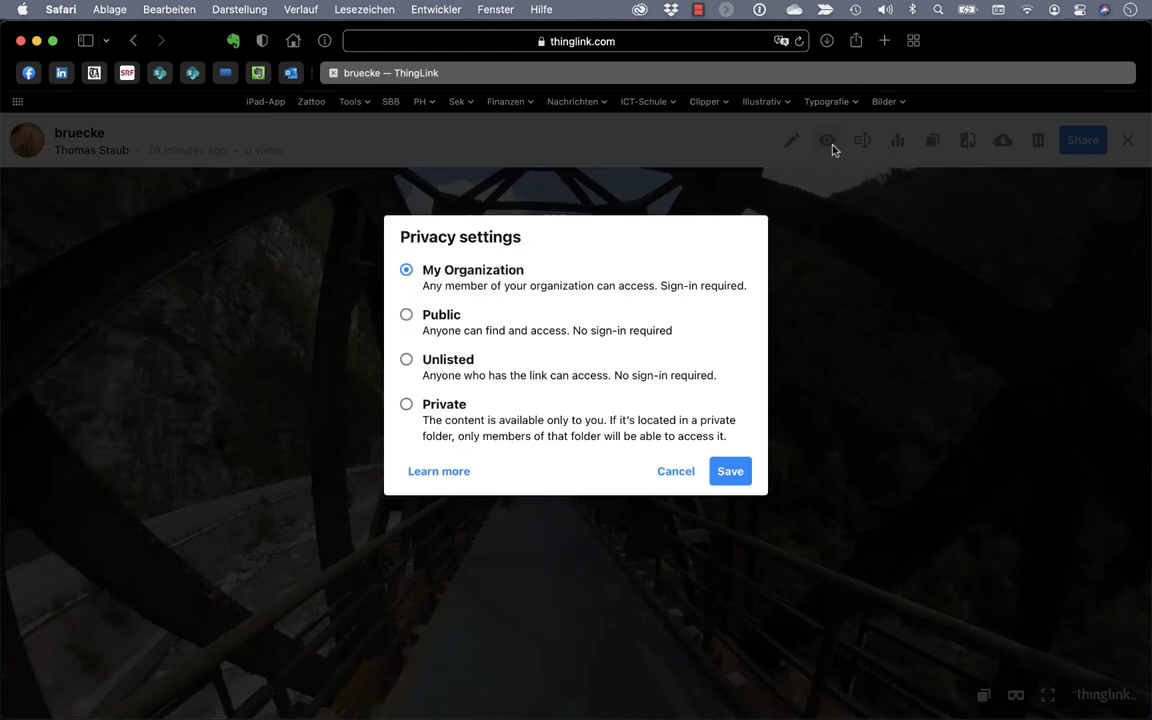 Safari Ablage Bearbeiten Darstellung Verlauf Lesezeichen Entwickler Fenster Hilfe
thinglink.com
bruecke — ThingLink
iPad-App Zattoo Tools SBB PH Sek Finanzen Nachrichten ICT-Schule Clipper Illustrativ Typografie Bilder
bruecke
Thomas Staub · 28 minutes ago · 0 views
Share
Privacy settings
My Organization
Any member of your organization can access. Sign-in required.
Public
Anyone can find and access. No sign-in required
Unlisted
Anyone who has the link can access. No sign-in required.
Private
The content is available only to you. If it's located in a private
folder, only members of that folder will be able to access it.
Learn more Cancel Save
thinglink..